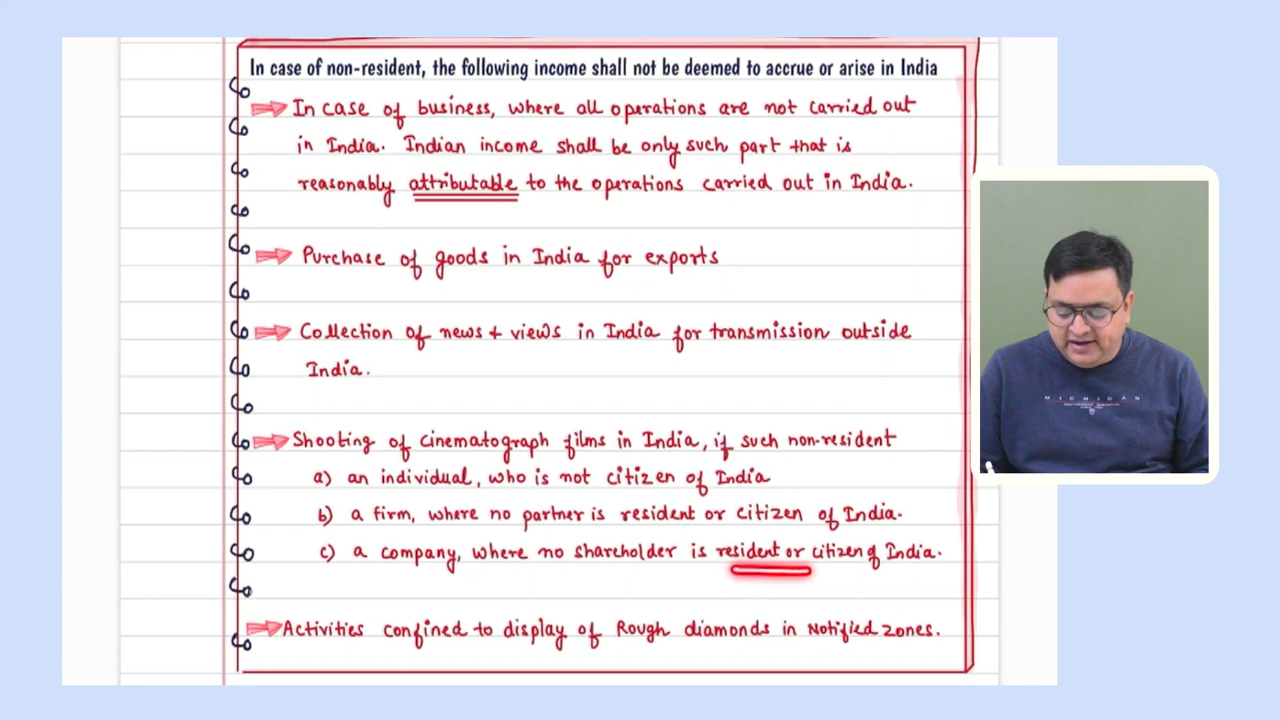 In case of non-resident, the following income shall not be deemed to accrue or arise in India
In case of business, where all operations are not carried out
in India. Indian income shall be only such part that is
reasonably attributable to the operations carried out in India.
Purchase of goods in India for exports
Collection of news + views in India for transmission outside
India.
Shooting of cinematograph films in India, if such non-resident
a) an individual, who is not citizen of India
b) a firm, where no partner is resident or citizen of India.
c) a company, where no shareholder is resident or citizen of India.
Activities confined to display of Rough diamonds in Notified zones.
MICHIGAN